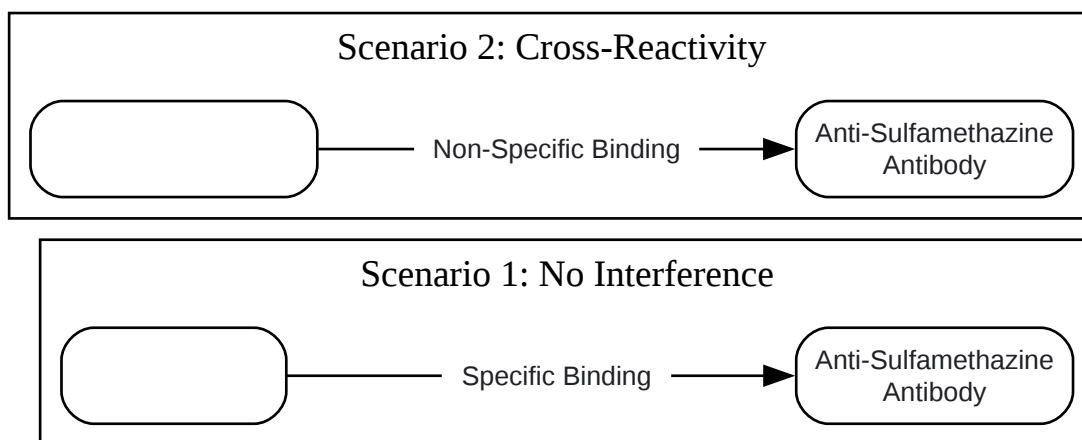 Scenario 2: Cross-Reactivity
Non-Specific Binding
Anti-Sulfamethazine
Antibody
Scenario 1: No Interference
Specific Binding
Anti-Sulfamethazine
Antibody